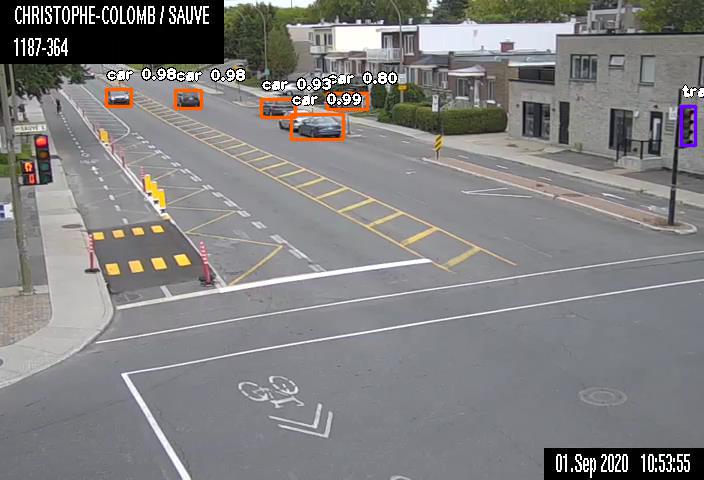 CHRISTOPHE-COLOMB / SAUVE
1187-364
car 0.98
car 0.98
car 0.93
car 0.80
car 0.99
tra
SAUVE
01.Sep 2020 10:53:55